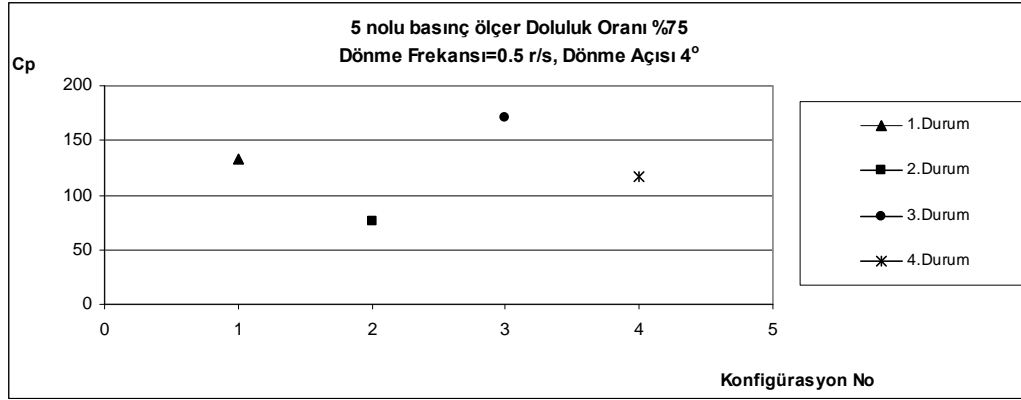 5 nolu basınç ölçer Doluluk Oranı %75
Dönme Frekansı=0.5 r/s, Dönme Açısı 4°
Cp
200
150
100
50
0
0 1 2 3 4 5
Konfigürasyon No
1.Durum
2.Durum
3.Durum
4.Durum